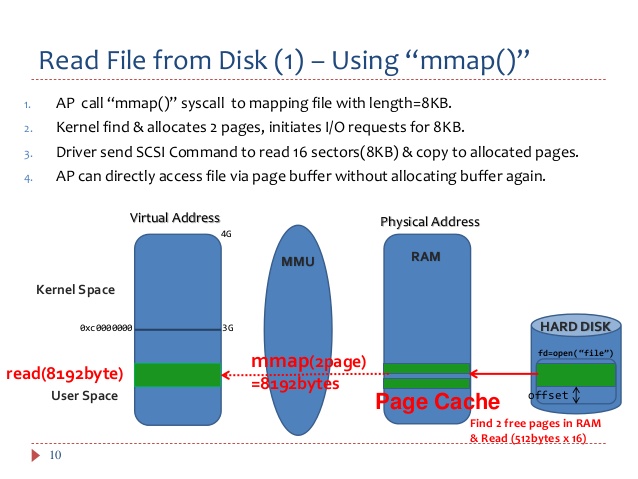 Read File from Disk (1) – Using “mmap()”
1. AP call “mmap()” syscall to mapping file with length=8KB.
2. Kernel find & allocates 2 pages, initiates I/O requests for 8KB.
3. Driver send SCSI Command to read 16 sectors(8KB) & copy to allocated pages.
4. AP can directly access file via page buffer without allocating buffer again.
Virtual Address
Physical Address
4G
MMU
RAM
Kernel Space
0xc0000000
3G
HARD DISK
fd=open(“file”)
read(8192byte)
mmap(2page)
=8192bytes
User Space
Page Cache
offset
Find 2 free pages in RAM
& Read (512bytes x 16)
10